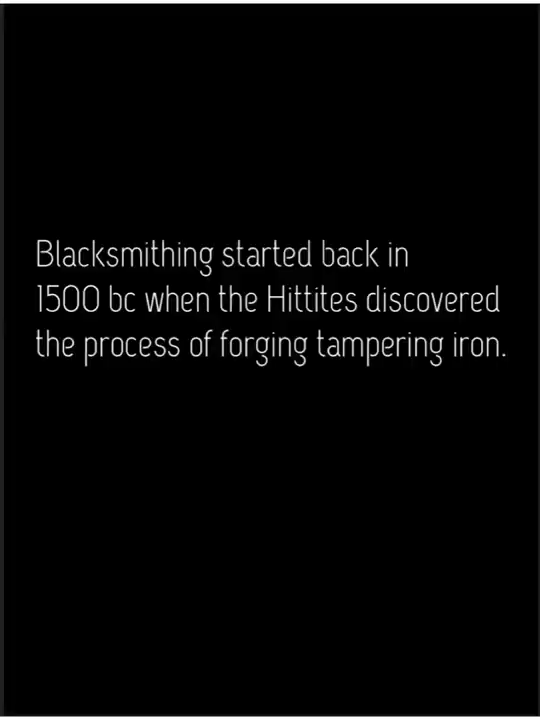 Blacksmithing started back in
1500 bc when the Hittites discovered
the process of forging tampering iron.